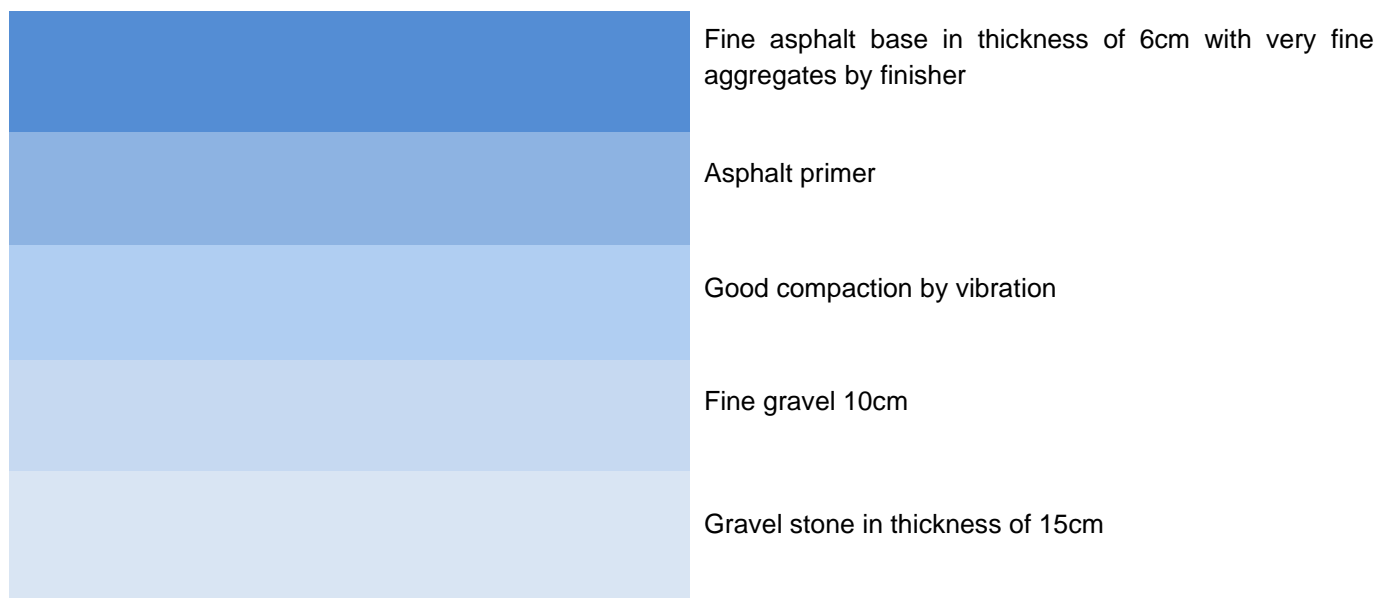 Fine asphalt base in thickness of 6cm with very fine
aggregates by finisher
Asphalt primer
Good compaction by vibration
Fine gravel 10cm
Gravel stone in thickness of 15cm